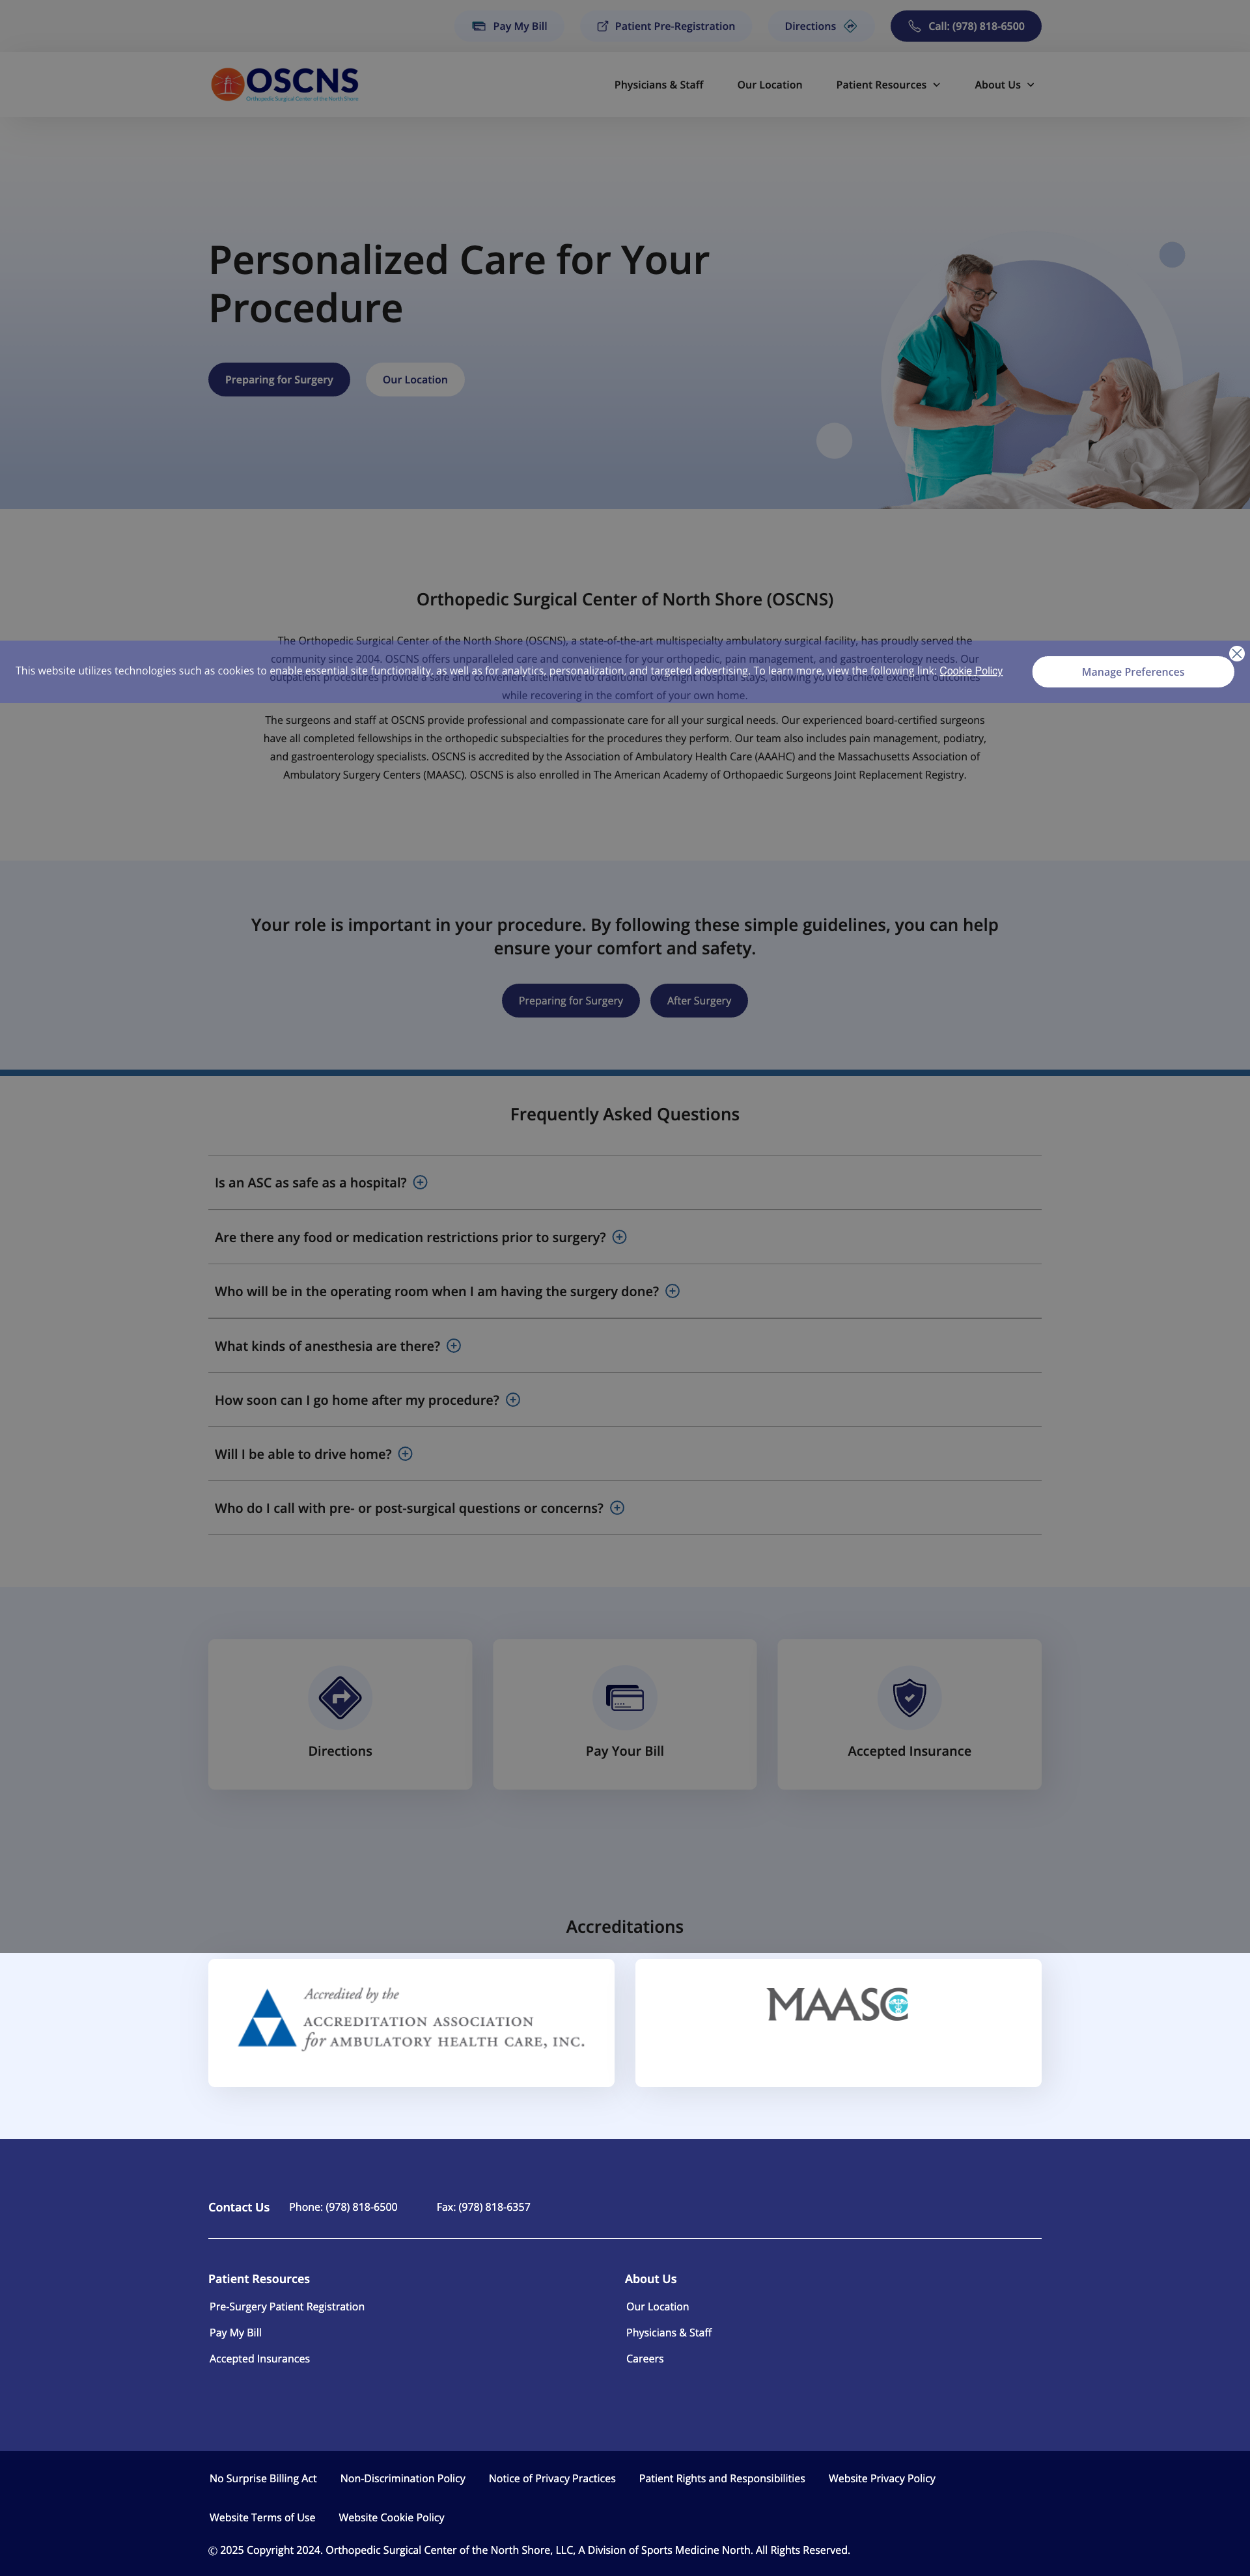 Pay My Bill
Patient Pre-Registration
Directions
Call: (978) 818-6500
OSCNS
Orthopedic Surgical Center of the North Shore
Physicians & Staff
Our Location
Patient Resources
About Us
Personalized Care for Your
Procedure
Preparing for Surgery
Our Location
Orthopedic Surgical Center of North Shore (OSCNS)
The Orthopedic Surgical Center of the North Shore (OSCNS), a state-of-the-art multispecialty ambulatory surgical facility, has proudly served the
community since 2004. OSCNS offers unparalleled care and convenience for your orthopedic, pain management, and gastroenterology needs. Our
This website utilizes technologies such as cookies to enable essential site functionality, as well as for analytics, personalization, and targeted advertising. To learn more, view the following link: Cookie Policy
Manage Preferences
outpatient procedures provide a safe and convenient alternative to traditional overnight hospital stays, allowing you to achieve excellent outcomes
while recovering in the comfort of your own home.
The surgeons and staff at OSCNS provide professional and compassionate care for all your surgical needs. Our experienced board-certified surgeons
have all completed fellowships in the orthopedic subspecialties for the procedures they perform. Our team also includes pain management, podiatry,
and gastroenterology specialists. OSCNS is accredited by the Association of Ambulatory Health Care (AAAHC) and the Massachusetts Association of
Ambulatory Surgery Centers (MAASC). OSCNS is also enrolled in The American Academy of Orthopaedic Surgeons Joint Replacement Registry.
Your role is important in your procedure. By following these simple guidelines, you can help
ensure your comfort and safety.
Preparing for Surgery
After Surgery
Frequently Asked Questions
Is an ASC as safe as a hospital?
Are there any food or medication restrictions prior to surgery?
Who will be in the operating room when I am having the surgery done?
What kinds of anesthesia are there?
How soon can I go home after my procedure?
Will I be able to drive home?
Who do I call with pre- or post-surgical questions or concerns?
Directions
Pay Your Bill
Accepted Insurance
Accreditations
Accredited by the
ACCREDITATION ASSOCIATION
for AMBULATORY HEALTH CARE, INC.
MAASC
Contact Us
Phone: (978) 818-6500
Fax: (978) 818-6357
Patient Resources
Pre-Surgery Patient Registration
Pay My Bill
Accepted Insurances
About Us
Our Location
Physicians & Staff
Careers
No Surprise Billing Act
Non-Discrimination Policy
Notice of Privacy Practices
Patient Rights and Responsibilities
Website Privacy Policy
Website Terms of Use
Website Cookie Policy
© 2025 Copyright 2024. Orthopedic Surgical Center of the North Shore, LLC, A Division of Sports Medicine North. All Rights Reserved.